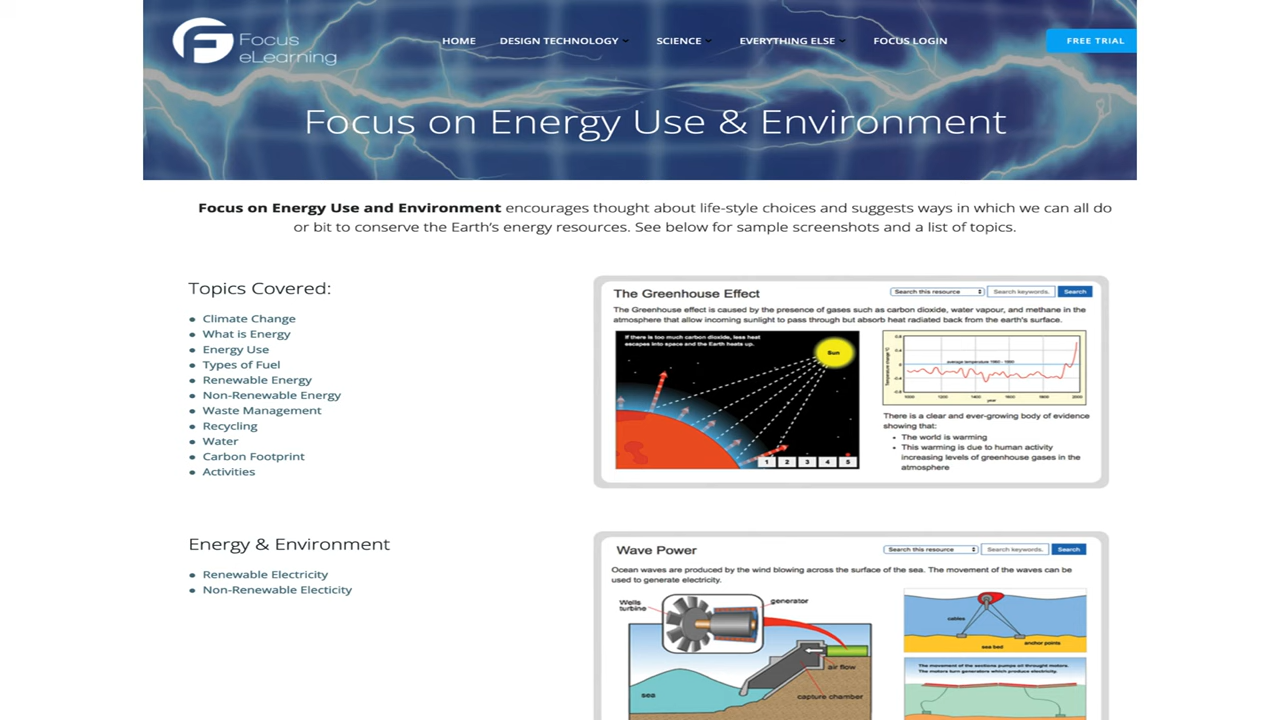 Focus
eLearning
HOME
DESIGN TECHNOLOGY
SCIENCE
EVERYTHING ELSE
FOCUS LOGIN
FREE TRIAL
Focus on Energy Use & Environment
Focus on Energy Use and Environment encourages thought about life-style choices and suggests ways in which we can all do
or bit to conserve the Earth's energy resources. See below for sample screenshots and a list of topics.
Topics Covered:
Climate Change
What is Energy
Energy Use
Types of Fuel
Renewable Energy
Non-Renewable Energy
Waste Management
Recycling
Water
Carbon Footprint
Activities
The Greenhouse Effect
Search this resource
Search keywords.
Search
The Greenhouse effect is caused by the presence of gases such as carbon dioxide, water vapour, and methane in the
atmosphere that allow incoming sunlight to pass through but absorb heat radiated back from the earth's surface.
If there is too much carbon dioxide, less heat
escapes into space and the Earth heats up.
Sun
1 2 3 4 5
average temperature 1960 - 1990
1000 1200 1400 1600 1800 2000
year
There is a clear and ever-growing body of evidence
showing that:
The world is warming
This warming is due to human activity
increasing levels of greenhouse gases in the
atmosphere
Energy & Environment
Renewable Electricity
Non-Renewable Electicity
Wave Power
Search this resource
Search keywords.
Search
Ocean waves are produced by the wind blowing across the surface of the sea. The movement of the waves can be
used to generate electricity.
Wells
turbine
generator
air flow
sea
capture chamber
cables
sea bed
anchor points
The movement of the sections pumps oil throught motors.
The motors turn generators which produce electricity.